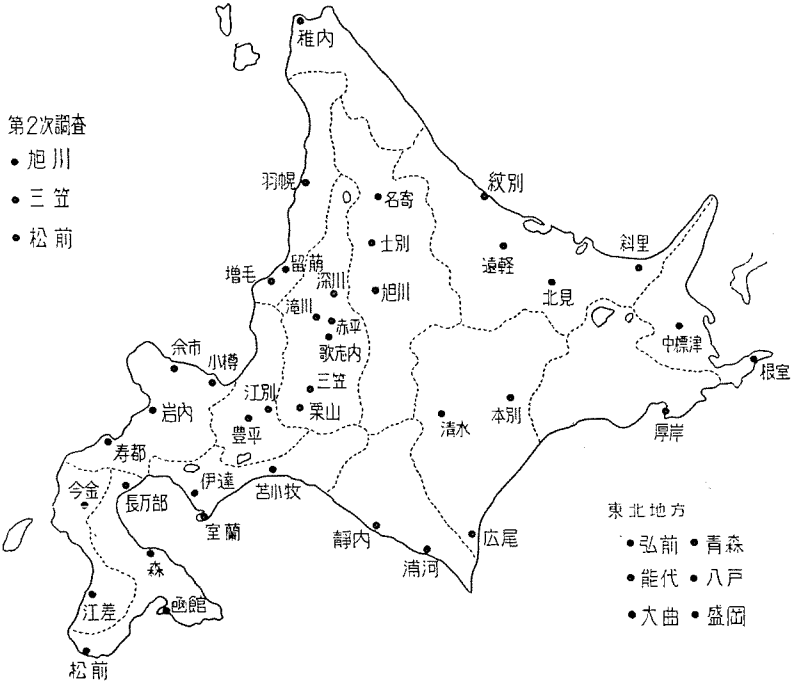 稚内
第2次調査
旭川
三笠
松前
羽幌
名寄
紋別
士別
遠軽
斜里
留萠
増毛
深川
旭川
北見
滝川
赤平
歌志内
中標津
余市
小樽
三笠
根室
江別
栗山
本別
岩内
豊平
清水
厚岸
寿都
伊達
苫小牧
今金
長万部
室蘭
静内
広尾
浦河
森
江差
函館
松前
東北地方
弘前 青森
能代 八戸
大曲 盛岡